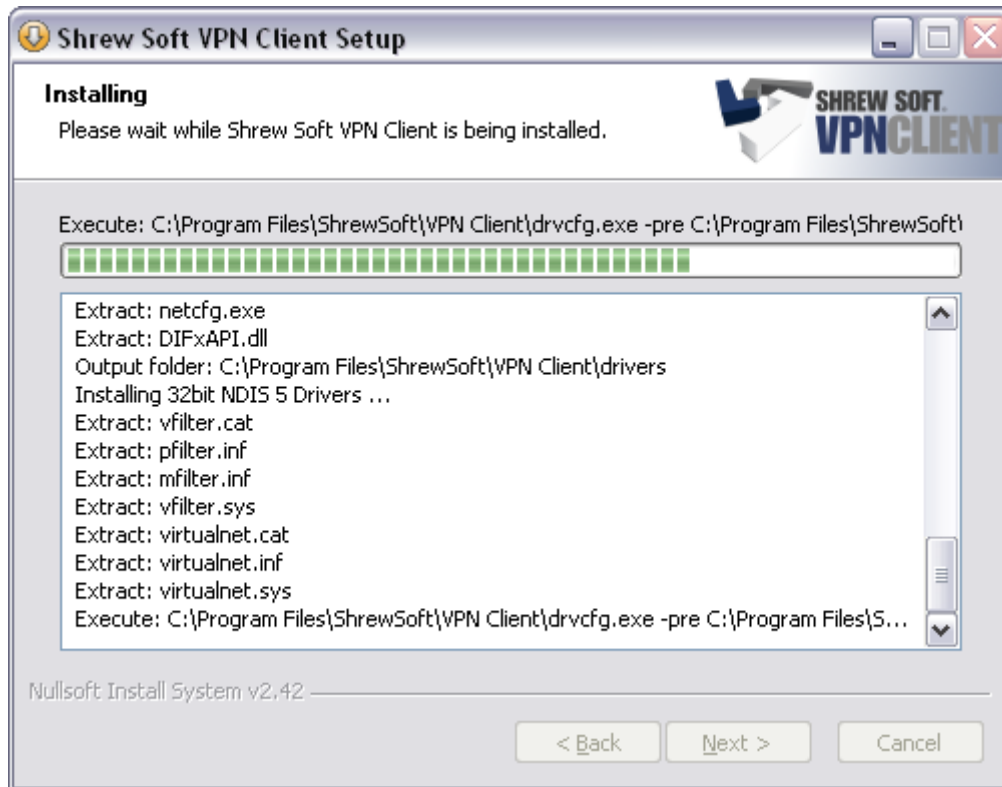 Shrew Soft VPN Client Setup
Installing
Please wait while Shrew Soft VPN Client is being installed.
SHREW SOFT.
VPNCLIENT
Execute: C:\Program Files\ShrewSoft\VPN Client\drvcfg.exe -pre C:\Program Files\ShrewSoft\
Extract: netcfg.exe
Extract: DIFxAPI.dll
Output folder: C:\Program Files\ShrewSoft\VPN Client\drivers
Installing 32bit NDIS 5 Drivers ...
Extract: vfilter.cat
Extract: pfilter.inf
Extract: mfilter.inf
Extract: vfilter.sys
Extract: virtualnet.cat
Extract: virtualnet.inf
Extract: virtualnet.sys
Execute: C:\Program Files\ShrewSoft\VPN Client\drvcfg.exe -pre C:\Program Files\S...
Nullsoft Install System v2.42
< Back Next > Cancel